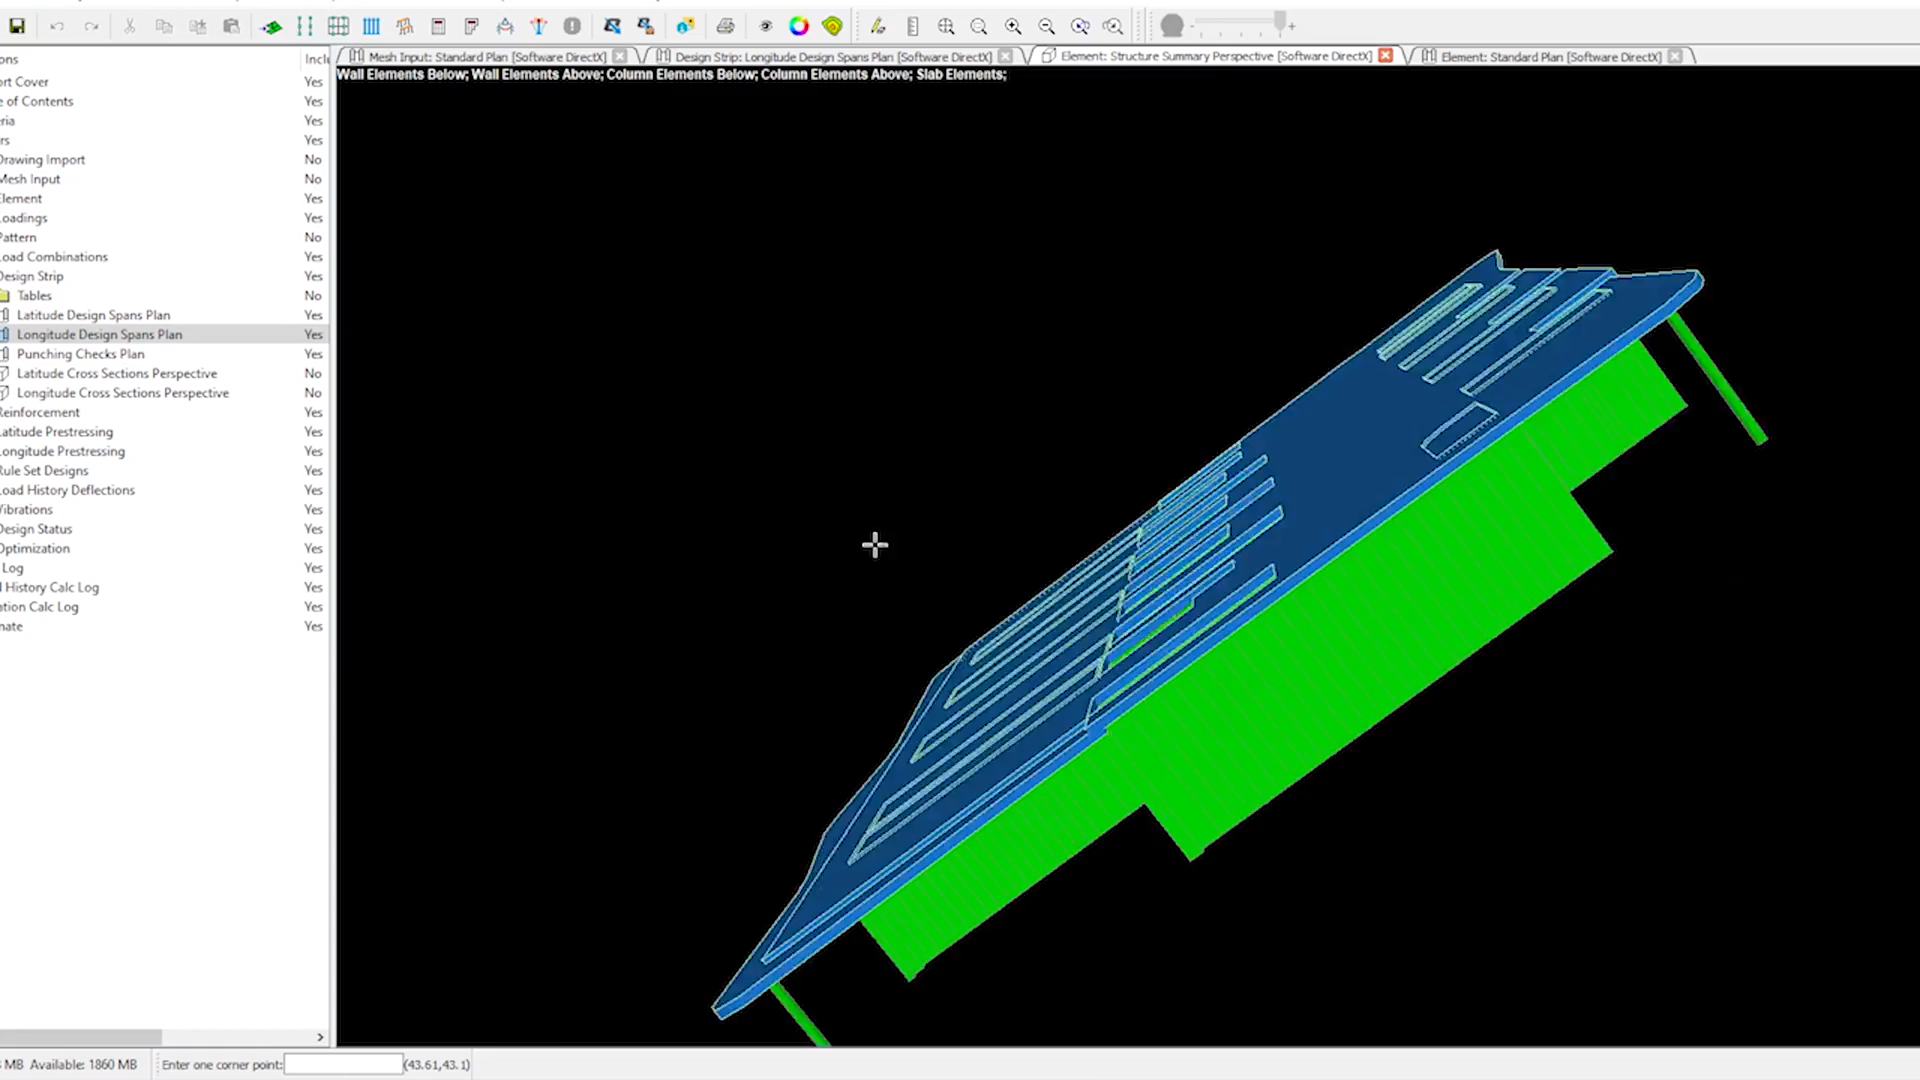 Mesh Input: Standard Plan [Software DirectX]
Design Strip: Longitude Design Spans Plan [Software DirectX]
Element: Structure Summary Perspective [Software DirectX]
Element: Standard Plan [Software DirectX]
Wall Elements Below; Wall Elements Above; Column Elements Below; Column Elements Above; Slab Elements;
ons Inclu
ort Cover Yes
e of Contents Yes
eria Yes
rs Yes
Drawing Import No
Mesh Input No
Element Yes
Loadings Yes
Pattern No
Load Combinations Yes
Design Strip Yes
Tables No
Latitude Design Spans Plan Yes
Longitude Design Spans Plan Yes
Punching Checks Plan Yes
Latitude Cross Sections Perspective No
Longitude Cross Sections Perspective No
Reinforcement Yes
Latitude Prestressing Yes
Longitude Prestressing Yes
Rule Set Designs Yes
Load History Deflections Yes
Vibrations Yes
Design Status Yes
Optimization Yes
Log Yes
l History Calc Log Yes
ation Calc Log Yes
nate Yes
MB Available: 1860 MB
Enter one corner point:
(43.61,43.1)